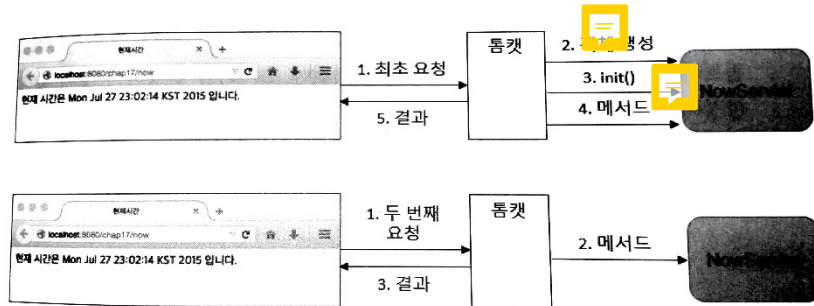 현재시간 × +
localhost:8080/chap17/now
현재 시간은 Mon Jul 27 23:02:14 KST 2015 입니다.
1. 최초 요청
5. 결과
톰캣
2. 생성
3. init()
4. 메서드
NowServlet
현재시간 × +
localhost:8080/chap17/now
현재 시간은 Mon Jul 27 23:02:14 KST 2015 입니다.
1. 두 번째
요청
3. 결과
톰캣
2. 메서드
NowServlet